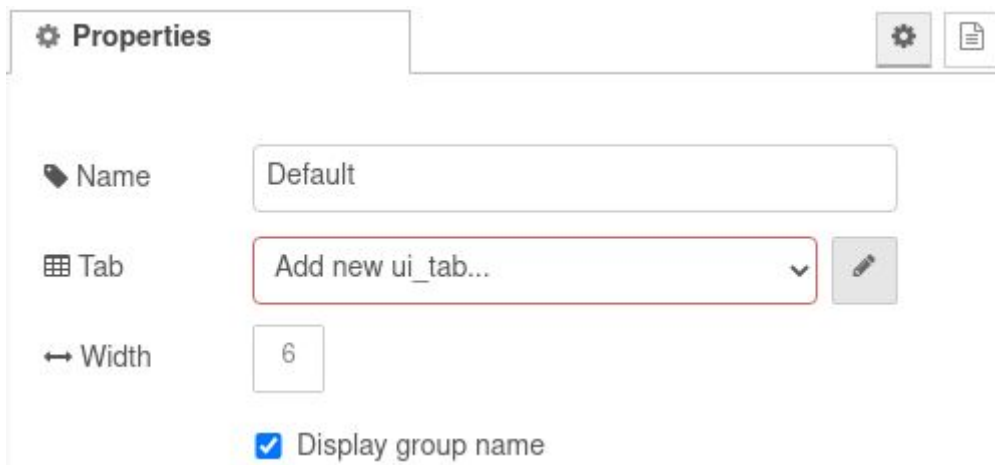 Properties
Name Default
Tab Add new ui_tab...
Width 6
Display group name